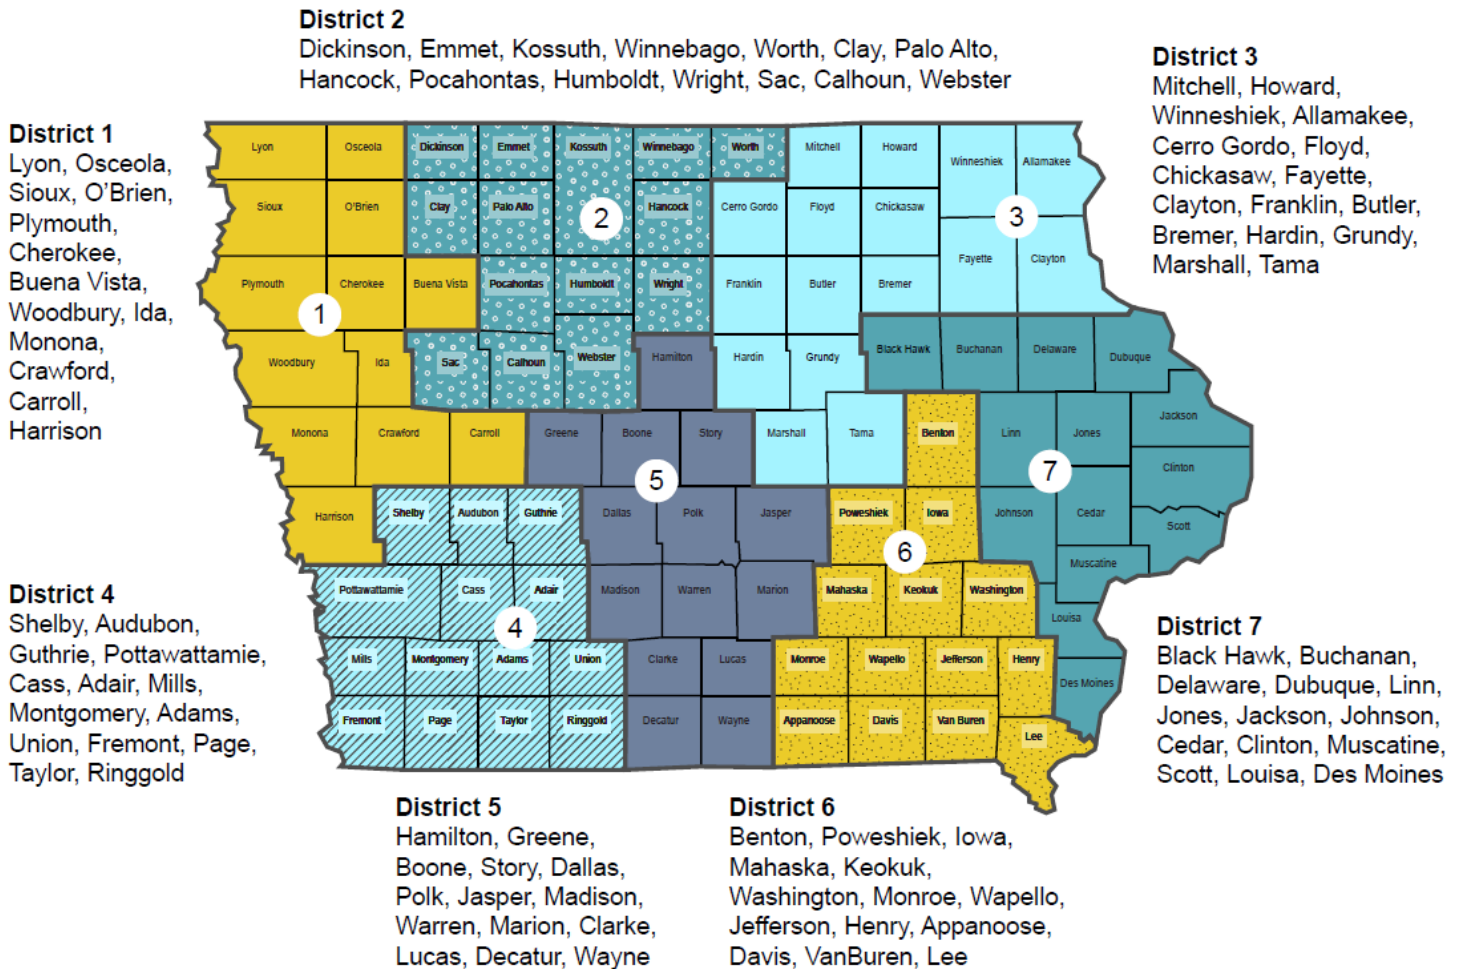 District 2
Dickinson, Emmet, Kossuth, Winnebago, Worth, Clay, Palo Alto,
Hancock, Pocahontas, Humboldt, Wright, Sac, Calhoun, Webster
District 3
Mitchell, Howard,
Winneshiek, Allamakee,
Cerro Gordo, Floyd,
Chickasaw, Fayette,
Clayton, Franklin, Butler,
Bremer, Hardin, Grundy,
Marshall, Tama
District 1
Lyon, Osceola,
Sioux, O'Brien,
Plymouth,
Cherokee,
Buena Vista,
Woodbury, Ida,
Monona,
Crawford,
Carroll,
Harrison
Lyon Osceola Dickinson Emmet Kossuth Winnebago Worth Mitchell Howard Winneshiek Allamakee
Sioux O'Brien Clay Palo Alto 2 Hancock Cerro Gordo Floyd Chickasaw 3
Plymouth Cherokee Buena Vista Pocahontas Humboldt Wright Franklin Butler Bremer Fayette Clayton
1
Woodbury Ida Sac Calhoun Webster Hamilton Hardin Grundy Black Hawk Buchanan Delaware Dubuque
Monona Crawford Carroll Greene Boone Story Marshall Tama Benton Linn Jones Jackson
5 7 Clinton
Harrison Shelby Audubon Guthrie Dallas Polk Jasper Poweshiek Iowa Johnson Cedar Scott
6
Pottawattamie Cass Adair Madison Warren Marion Mahaska Keokuk Washington Muscatine
4 Louisa
Mills Montgomery Adams Union Clarke Lucas Monroe Wapello Jefferson Henry Des Moines
Fremont Page Taylor Ringgold Decatur Wayne Appanoose Davis Van Buren Lee
District 4
Shelby, Audubon,
Guthrie, Pottawattamie,
Cass, Adair, Mills,
Montgomery, Adams,
Union, Fremont, Page,
Taylor, Ringgold
District 7
Black Hawk, Buchanan,
Delaware, Dubuque, Linn,
Jones, Jackson, Johnson,
Cedar, Clinton, Muscatine,
Scott, Louisa, Des Moines
District 5
Hamilton, Greene,
Boone, Story, Dallas,
Polk, Jasper, Madison,
Warren, Marion, Clarke,
Lucas, Decatur, Wayne
District 6
Benton, Poweshiek, Iowa,
Mahaska, Keokuk,
Washington, Monroe, Wapello,
Jefferson, Henry, Appanoose,
Davis, VanBuren, Lee